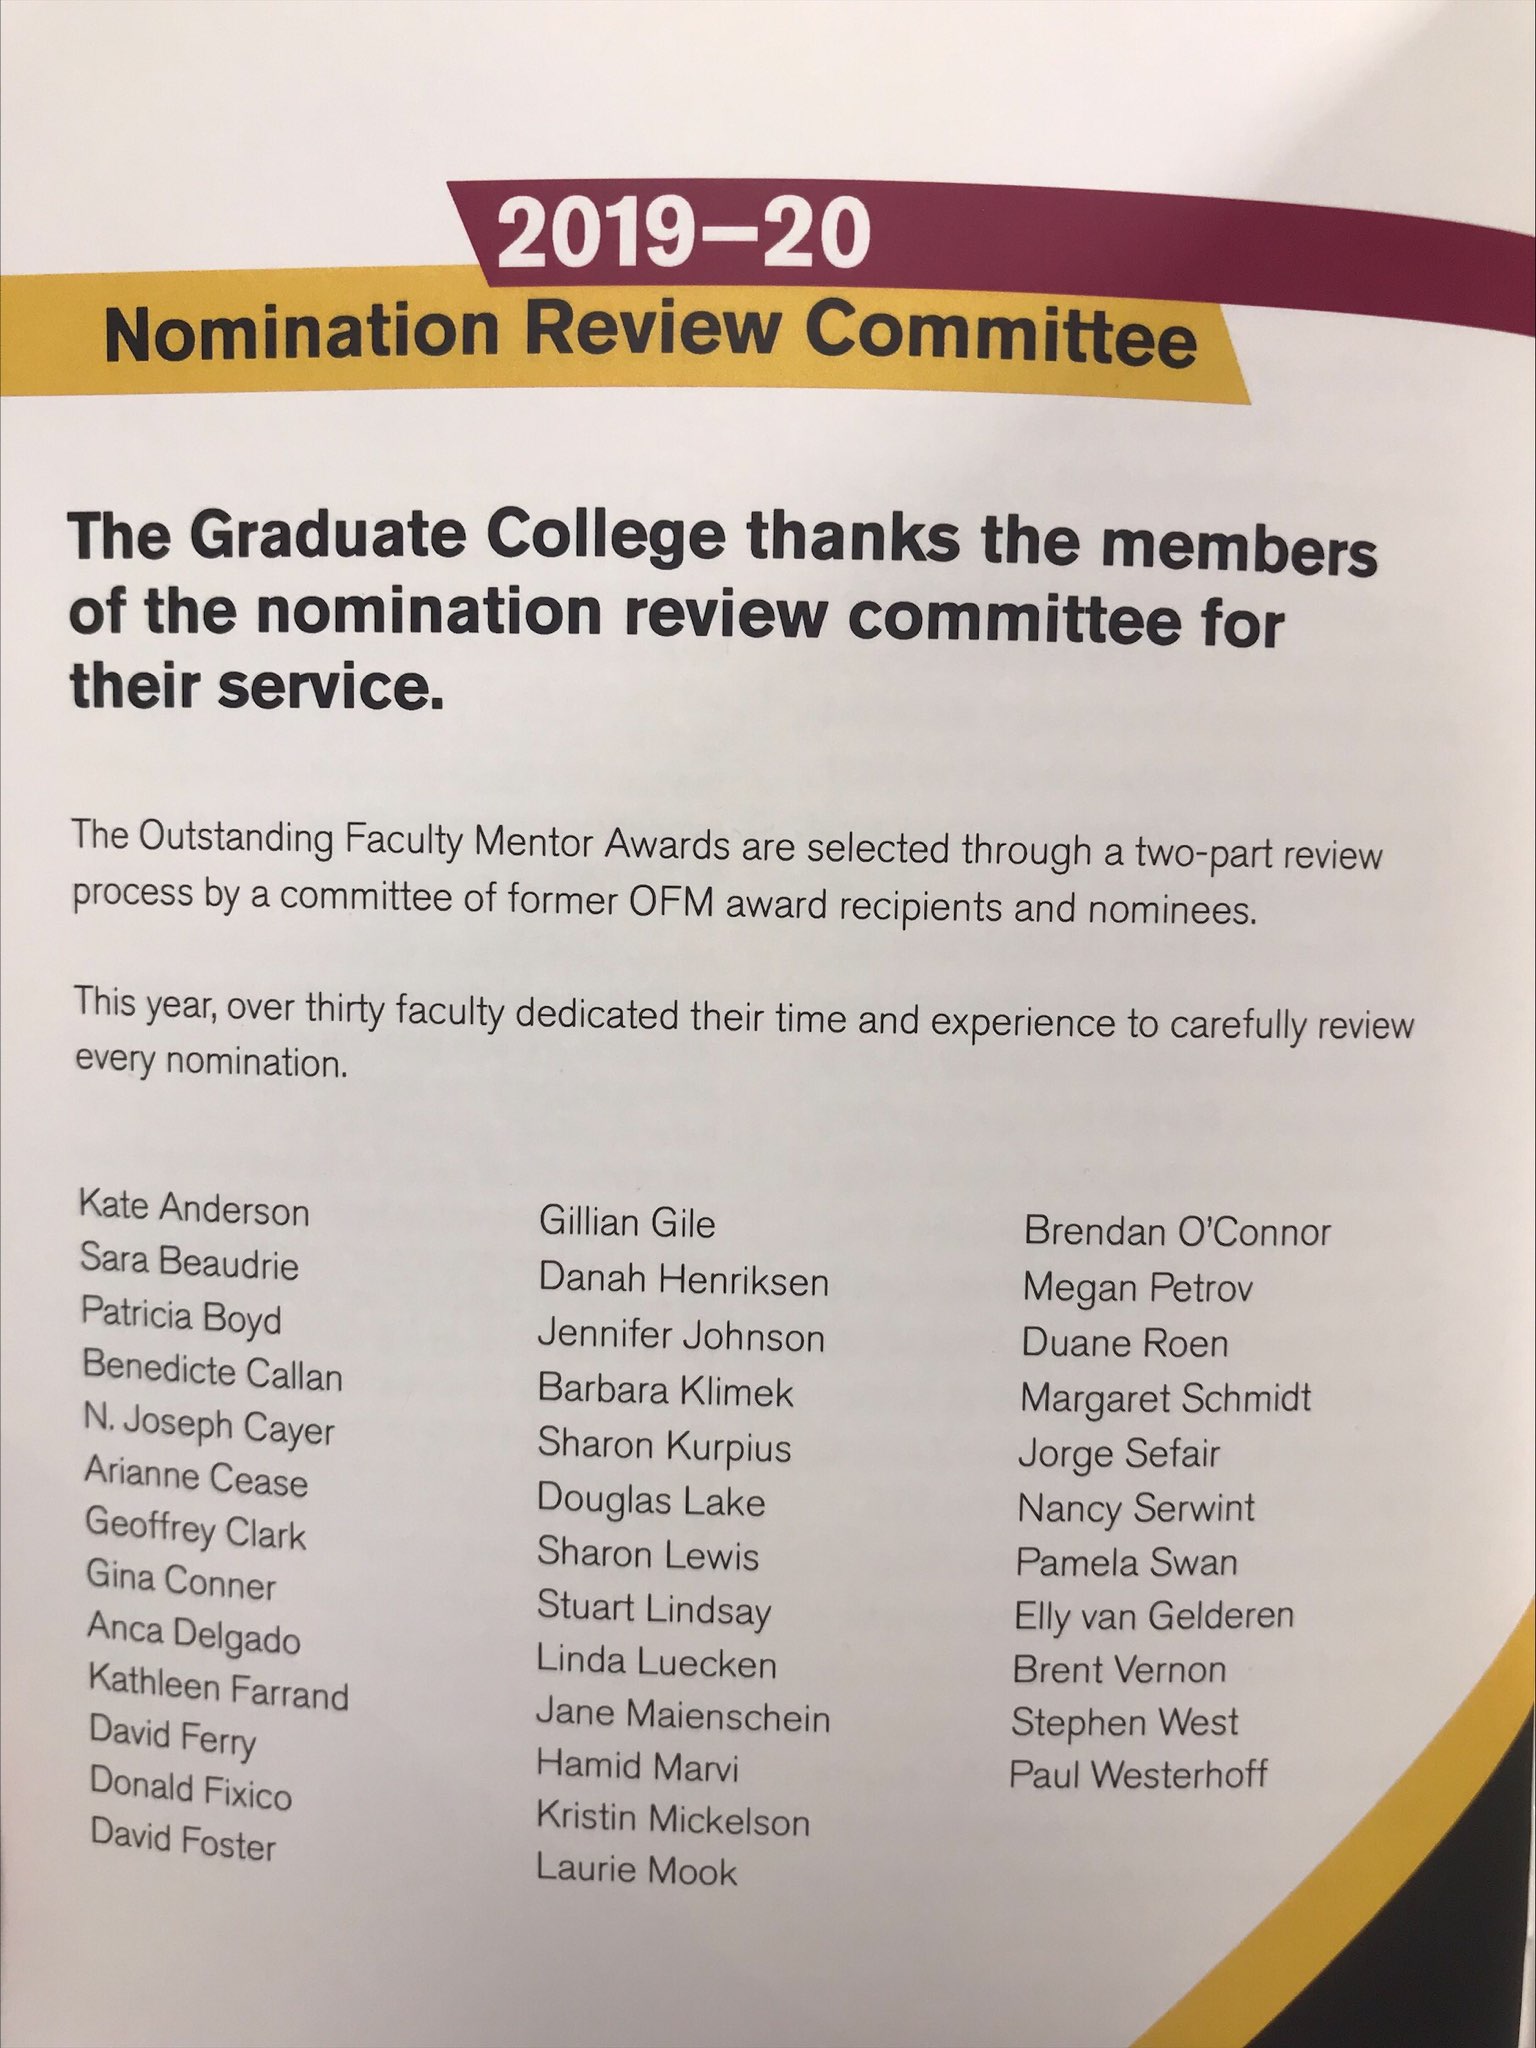 2019–20
Nomination Review Committee
The Graduate College thanks the members
of the nomination review committee for
their service.
The Outstanding Faculty Mentor Awards are selected through a two-part review
process by a committee of former OFM award recipients and nominees.
This year, over thirty faculty dedicated their time and experience to carefully review
every nomination.
Kate Anderson
Sara Beaudrie
Patricia Boyd
Benedicte Callan
N. Joseph Cayer
Arianne Cease
Geoffrey Clark
Gina Conner
Anca Delgado
Kathleen Farrand
David Ferry
Donald Fixico
David Foster
Gillian Gile
Danah Henriksen
Jennifer Johnson
Barbara Klimek
Sharon Kurpius
Douglas Lake
Sharon Lewis
Stuart Lindsay
Linda Luecken
Jane Maienschein
Hamid Marvi
Kristin Mickelson
Laurie Mook
Brendan O'Connor
Megan Petrov
Duane Roen
Margaret Schmidt
Jorge Sefair
Nancy Serwint
Pamela Swan
Elly van Gelderen
Brent Vernon
Stephen West
Paul Westerhoff